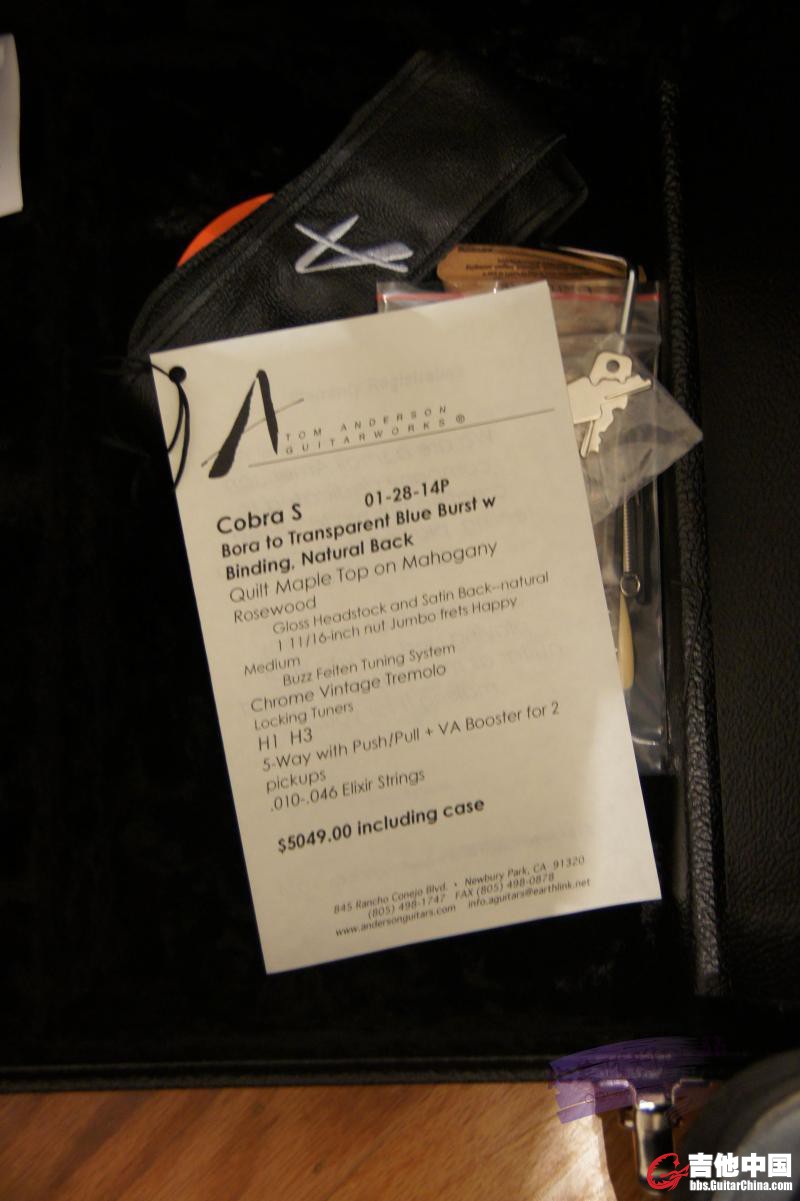 TOM ANDERSON
GUITARWORKS ®
Cobra S 01-28-14P
Bora to Transparent Blue Burst w
Binding, Natural Back
Quilt Maple Top on Mahogany
Rosewood
Gloss Headstock and Satin Back--natural
1 11/16-inch nut Jumbo frets Happy
Medium
Buzz Feiten Tuning System
Chrome Vintage Tremolo
Locking Tuners
H1 H3
5-Way with Push/Pull + VA Booster for 2
pickups
.010-.046 Elixir Strings
$5049.00 including case
845 Rancho Conejo Blvd. • Newbury Park, CA 91320
(805) 498-1747 FAX (805) 498-0878
www.andersonguitars.com info.aguitars@earthlink.net
吉他中国
bbs.GuitarChina.com